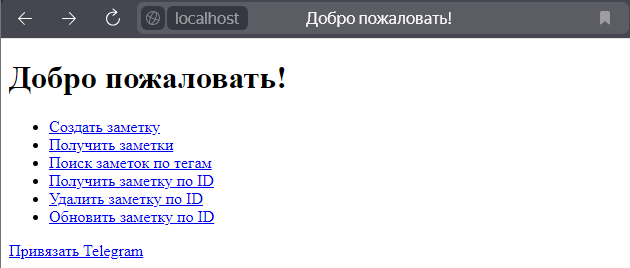 localhost Добро пожаловать!
Добро пожаловать!
Создать заметку
Получить заметки
Поиск заметок по тегам
Получить заметку по ID
Удалить заметку по ID
Обновить заметку по ID
Привязать Telegram